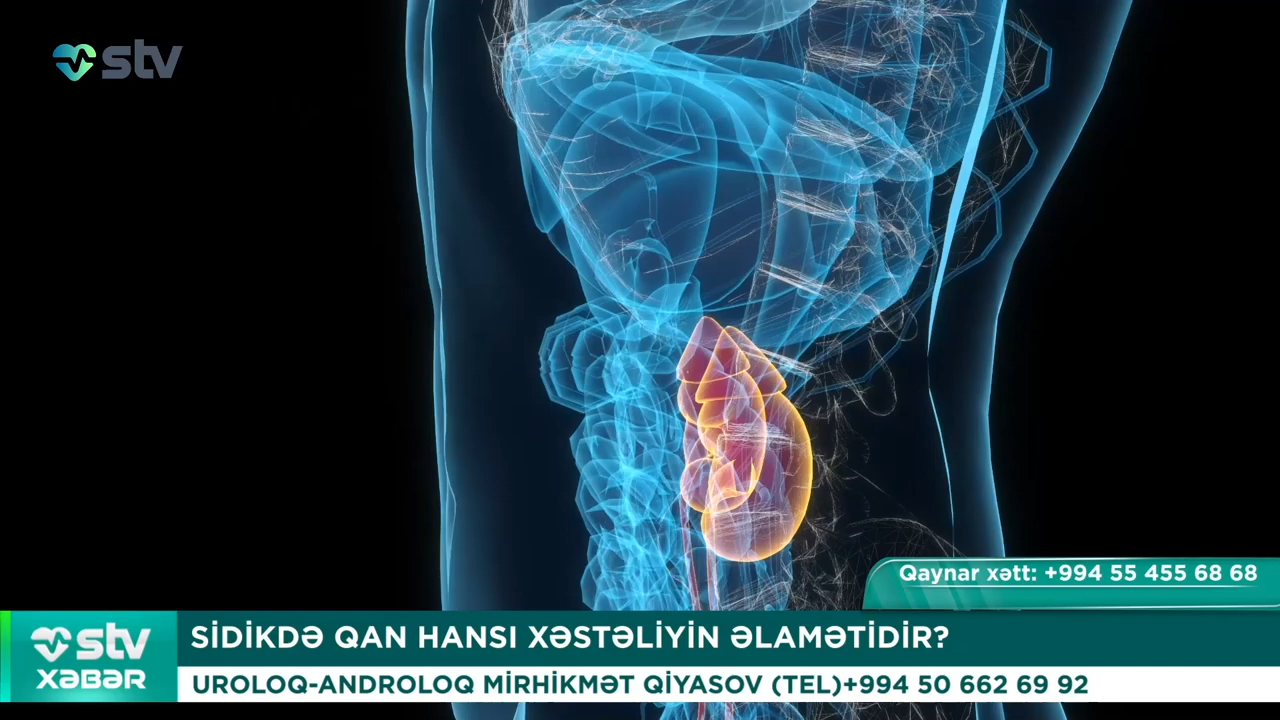 stv
Qaynar xətt: +994 55 455 68 68
stv
XƏBƏR
SİDİKDƏ QAN HANSI XƏSTƏLİYİN ƏLAMƏTİDİR?
UROLOQ-ANDROLOQ MİRHİKMƏT QİYASOV (TEL)+994 50 662 69 92